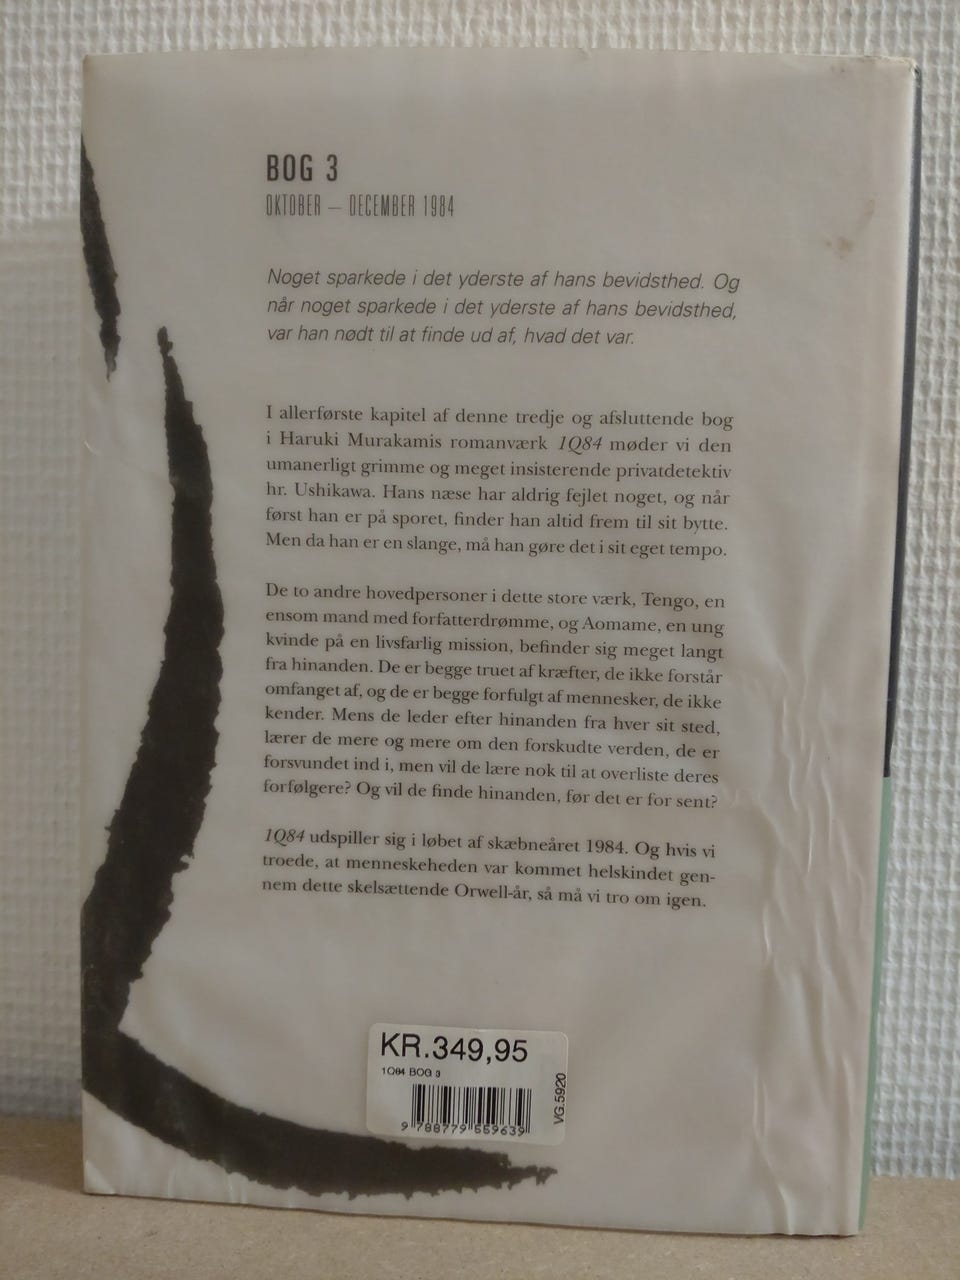 BOG 3
OKTOBER — DECEMBER 1984
Noget sparkede i det yderste af hans bevidsthed. Og
når noget sparkede i det yderste af hans bevidsthed,
var han nødt til at finde ud af, hvad det var.
I allerførste kapitel af denne tredje og afsluttende bog
i Haruki Murakamis romanværk 1Q84 møder vi den
umanerligt grimme og meget insisterende privatdetektiv
hr. Ushikawa. Hans næse har aldrig fejlet noget, og når
først han er på sporet, finder han altid frem til sit bytte.
Men da han er en slange, må han gøre det i sit eget tempo.
De to andre hovedpersoner i dette store værk, Tengo, en
ensom mand med forfatterdrømme, og Aomame, en ung
kvinde på en livsfarlig mission, befinder sig meget langt
fra hinanden. De er begge truet af kræfter, de ikke forstår
omfanget af, og de er begge forfulgt af mennesker, de ikke
kender. Mens de leder efter hinanden fra hver sit sted,
lærer de mere og mere om den forskudte verden, de er
forsvundet ind i, men vil de lære nok til at overliste deres
forfølgere? Og vil de finde hinanden, før det er for sent?
1Q84 udspiller sig i løbet af skæbneåret 1984. Og hvis vi
troede, at menneskeheden var kommet helskindet gen-
nem dette skelsættende Orwell-år, så må vi tro om igen.
KR.349,95
1Q84 BOG 3
VG.5920
9 788779 559639